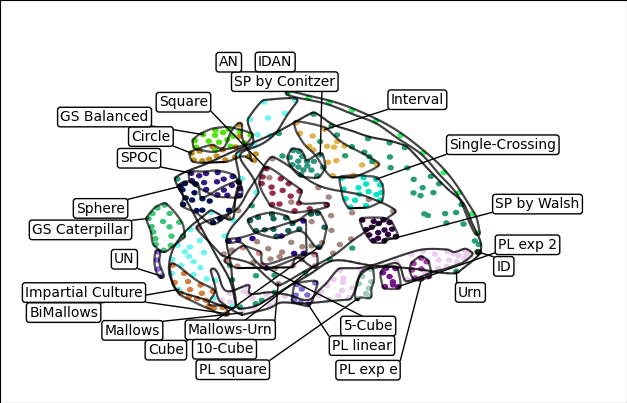 AN IDAN
SP by Conitzer
Square
Interval
GS Balanced
Circle
Single-Crossing
SPOC
SP by Walsh
Sphere
GS Caterpillar
PL exp 2
UN
ID
Impartial Culture
Urn
BiMallows
Mallows
Mallows-Urn
5-Cube
Cube
10-Cube
PL linear
PL square
PL exp e